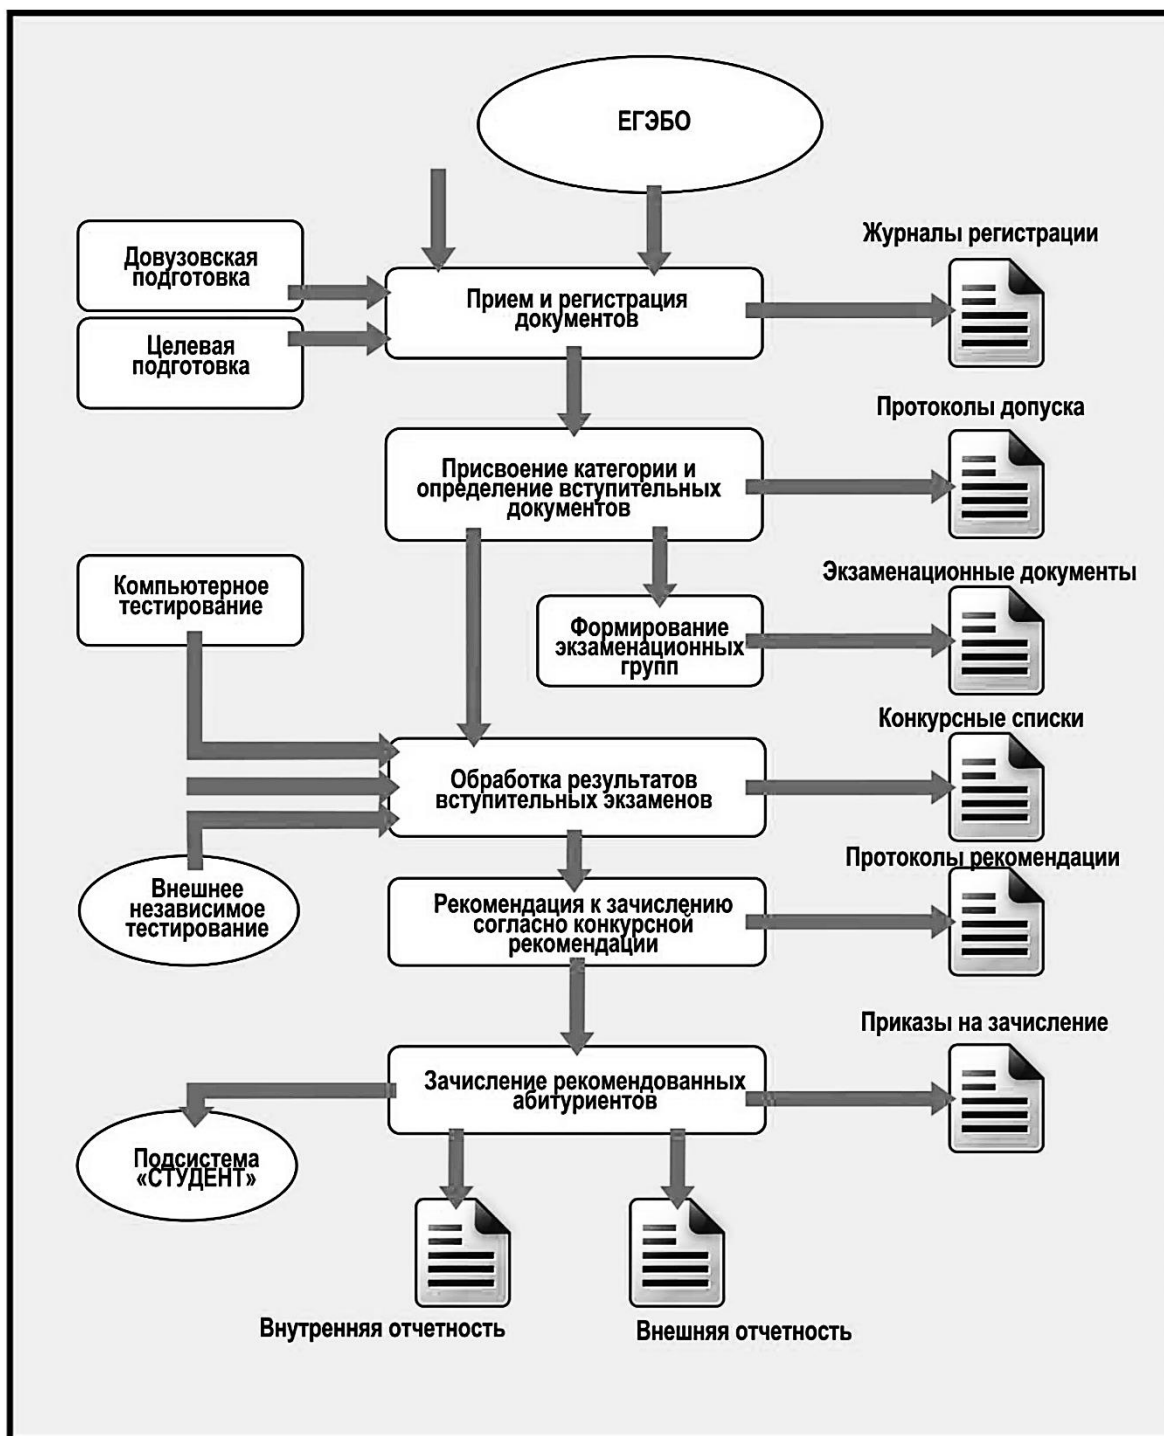 ЕГЭБО
Журналы регистрации
Довузовская
подготовка
Прием и регистрация
документов
Целевая
подготовка
Протоколы допуска
Присвоение категории и
определение вступительных
документов
Экзаменационные документы
Компьютерное
тестирование
Формирование
экзаменационных
групп
Конкурсные списки
Обработка результатов
вступительных экзаменов
Протоколы рекомендации
Внешнее
независимое
тестирование
Рекомендация к зачислению
согласно конкурсной
рекомендации
Приказы на зачисление
Зачисление рекомендованных
абитуриентов
Подсистема
«СТУДЕНТ»
Внутренняя отчетность
Внешняя отчетность